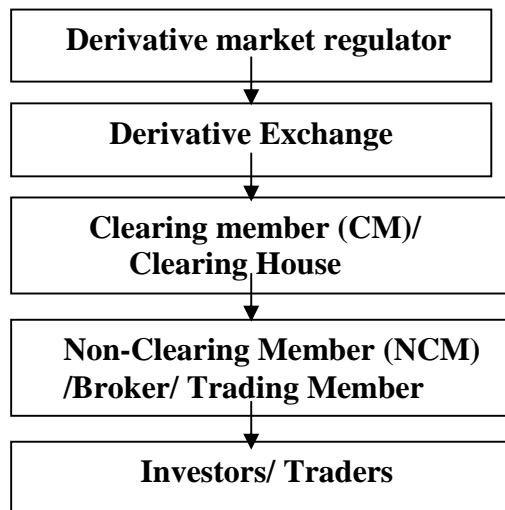 Derivative market regulator
Derivative Exchange
Clearing member (CM)/
Clearing House
Non-Clearing Member (NCM)
/Broker/ Trading Member
Investors/ Traders